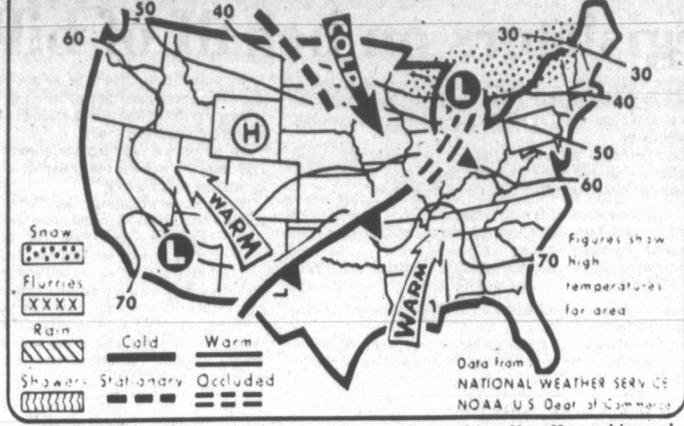 50
40
60
COLD
30
30
L
40
H
50
60
WARM
L
WARM
70
70
Figures show
high
temperatures
for area
Snow
Flurries
XXXX
Rain
Cold
Warm
Showers
Stationary
Occluded
Data from
NATIONAL WEATHER SERVICE
NOAA U S Dept of Commerce